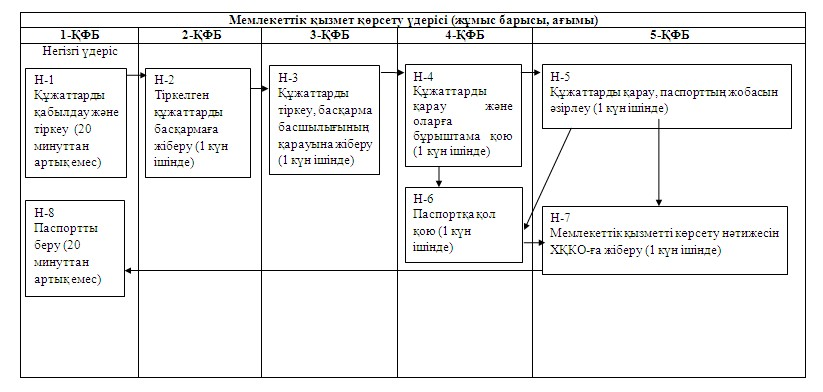 Мемлекеттік қызмет көрсету үдерісі (жұмыс барысы, ағымы)
1-ҚФБ
2-ҚФБ
3-ҚФБ
4-ҚФБ
5-ҚФБ
Негізгі үдеріс
Н-1
Құжаттарды
қабылдау және
тіркеу (20
минуттан
артық емес)
Н-2
Тіркелген
құжаттарды
басқармаға
жіберу (1 күн
ішінде)
Н-3
Құжаттарды
тіркеу, басқарма
басшылығының
қарауына жіберу
(1 күн ішінде)
Н-4
Құжаттарды
қарау және
оларға
бұрыштама қою
(1 күн ішінде)
Н-5
Құжаттарды қарау, паспорттың жобасын
әзірлеу (1 күн ішінде)
Н-6
Паспортқа қол
қою (1 күн
ішінде)
Н-7
Мемлекеттік қызметті көрсету нәтижесін
ХҚКО-ға жіберу (1 күн ішінде)
Н-8
Паспортты
беру (20
минуттан
артық емес)